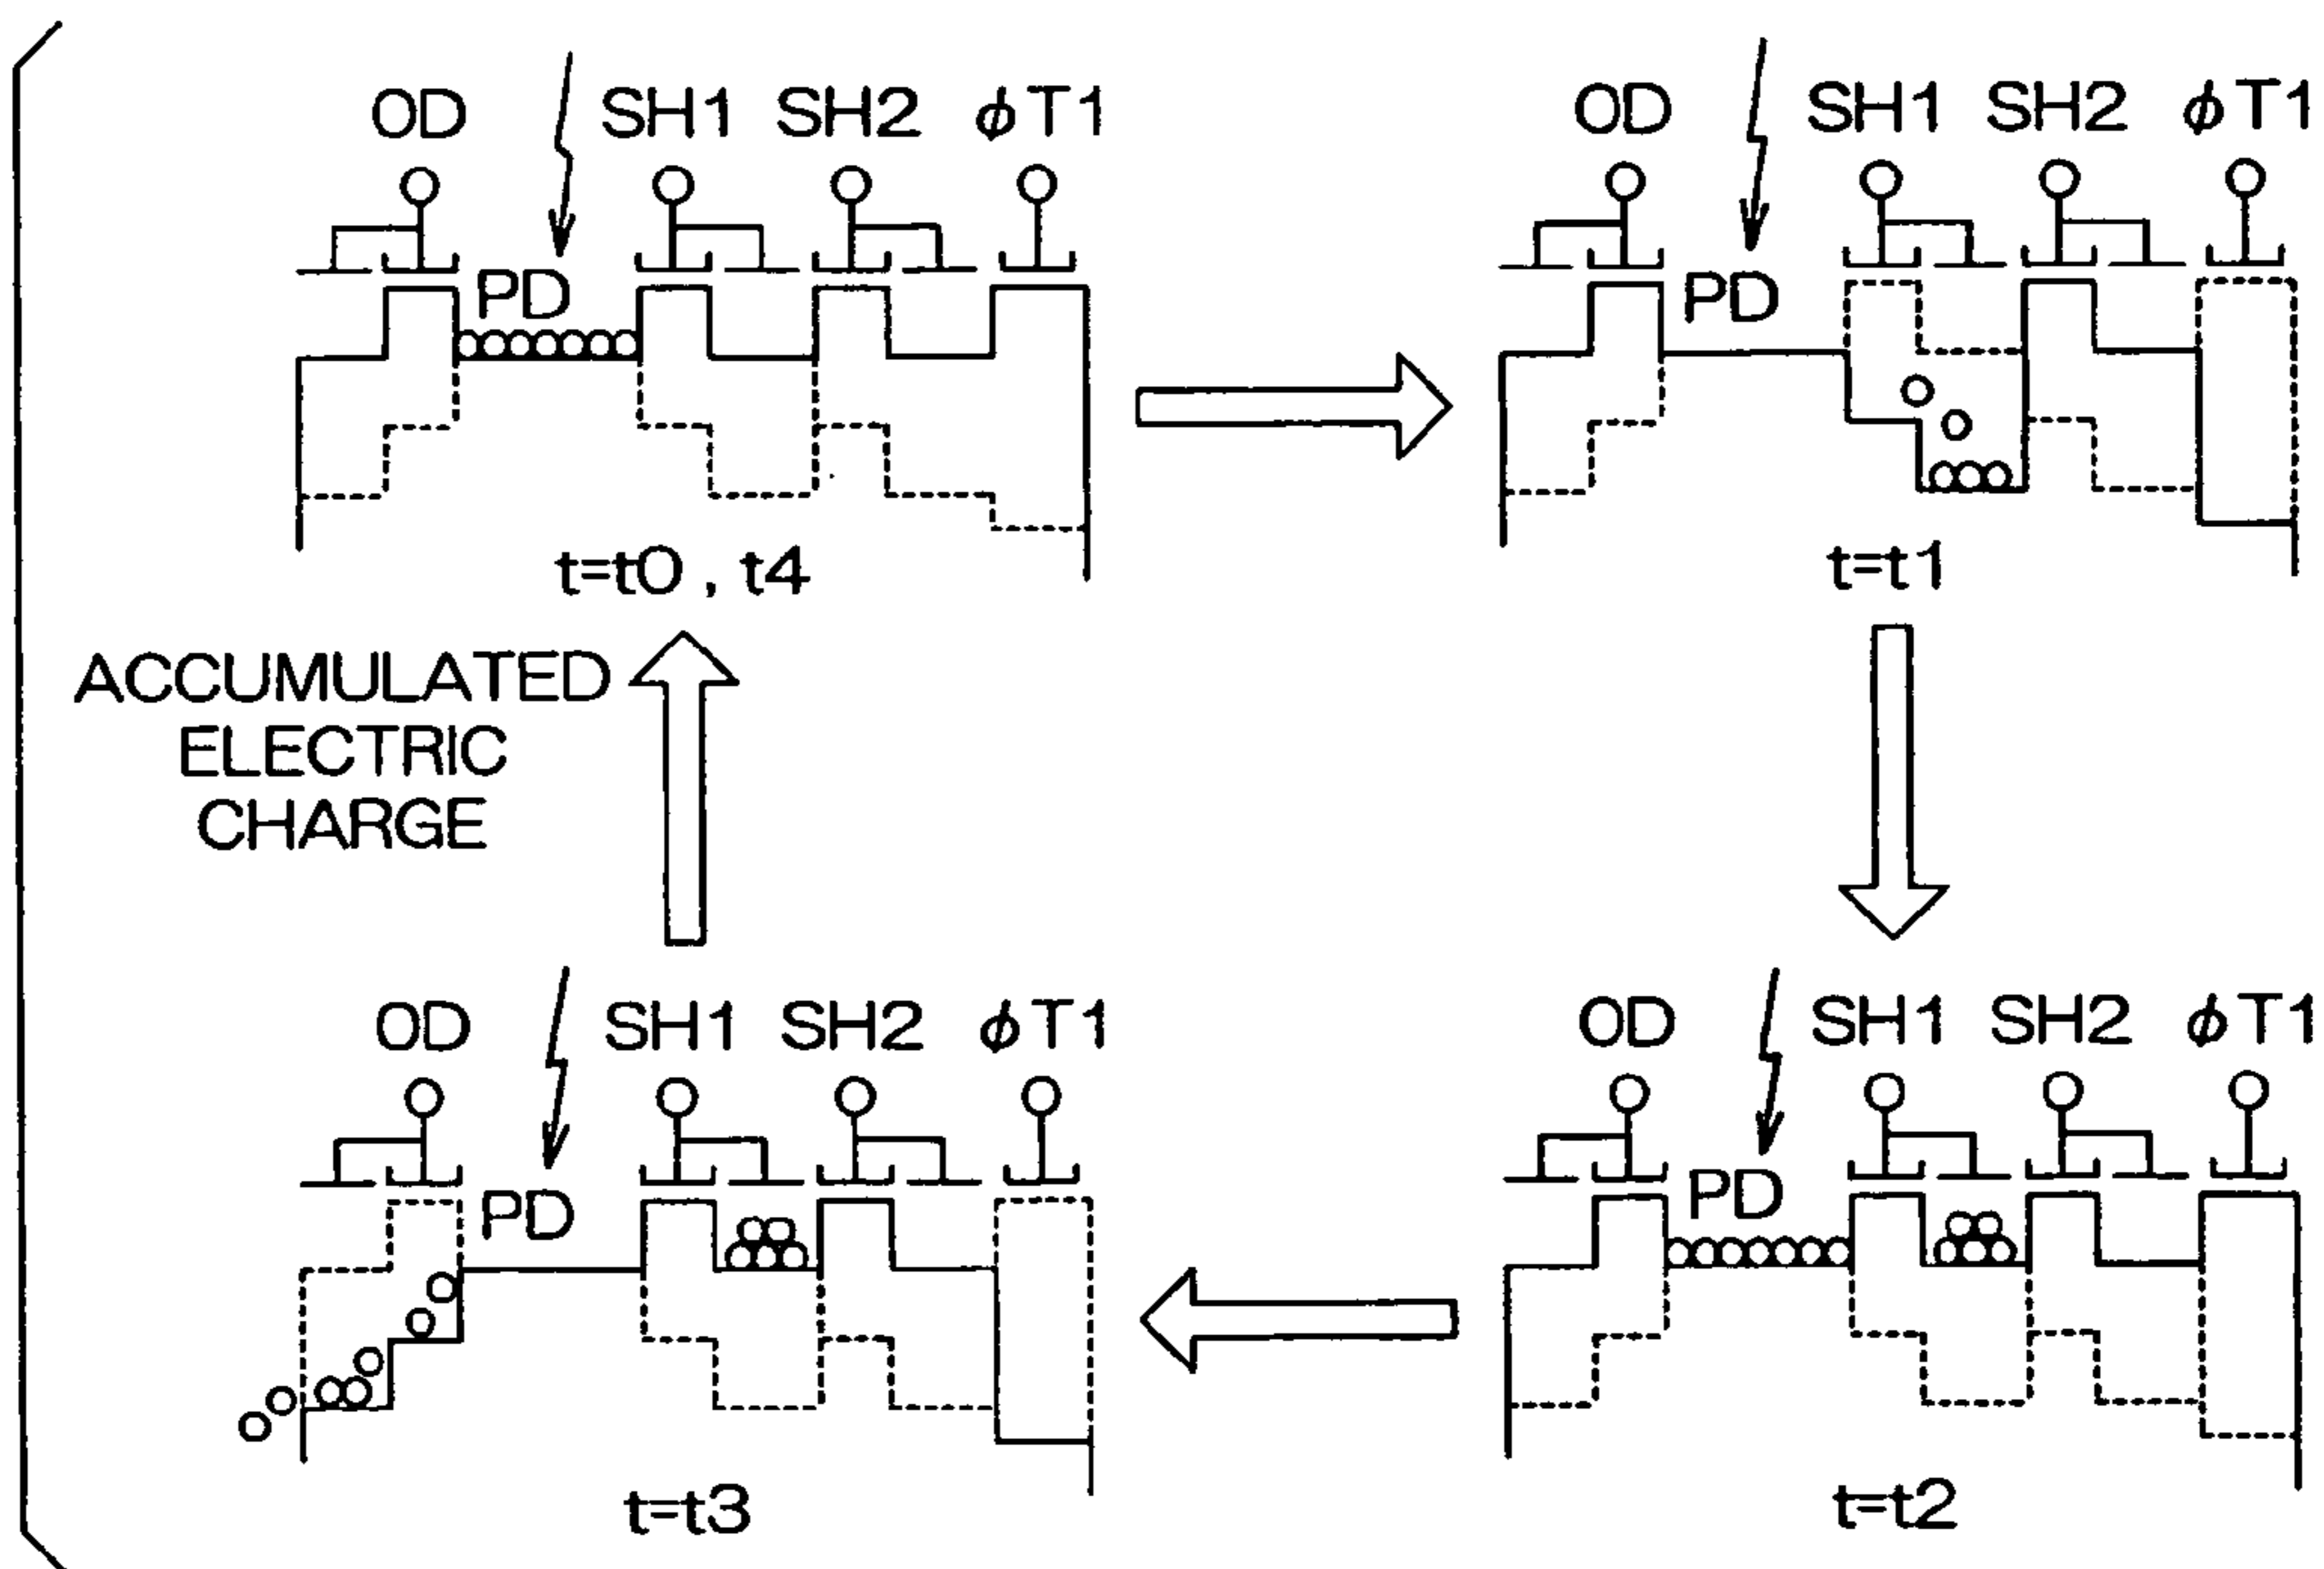 OD SH1 SH2 ϕT1
PD
t=t0 , t4
OD SH1 SH2 ϕT1
PD
t=t1
ACCUMULATED
ELECTRIC
CHARGE
OD SH1 SH2 ϕT1
PD
t=t3
OD SH1 SH2 ϕT1
PD
t=t2